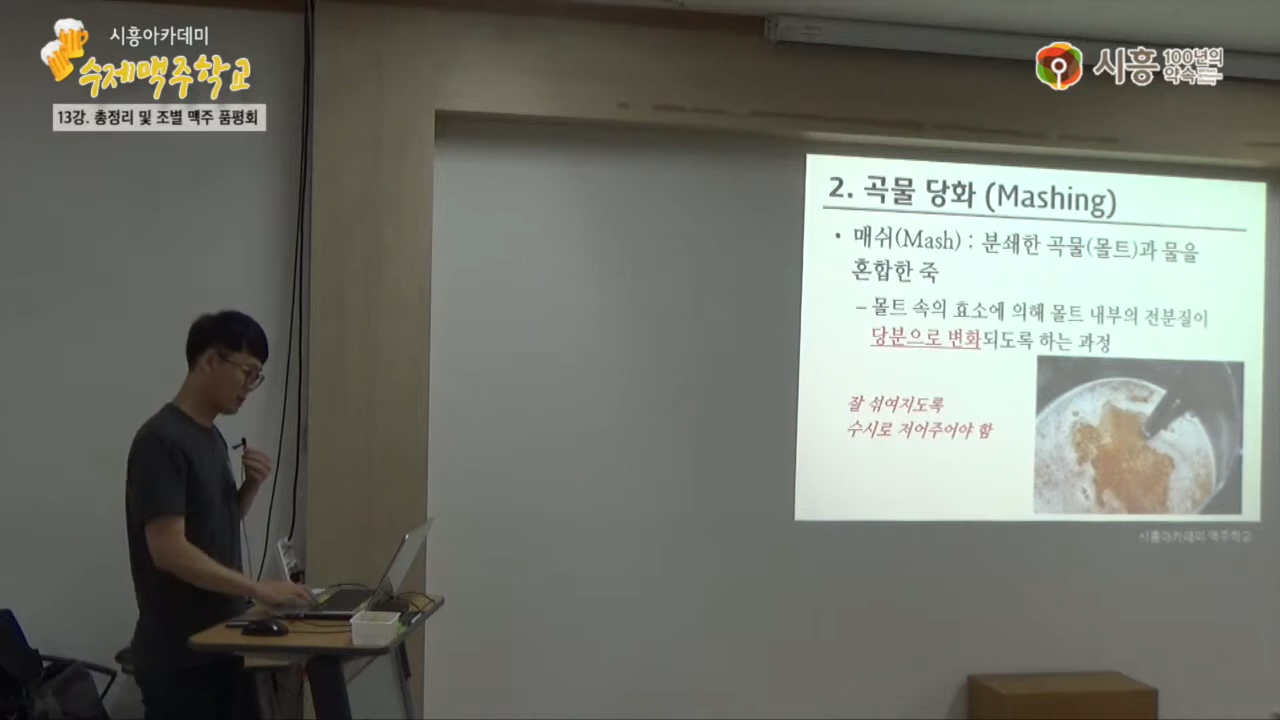 시흥아카데미
수제맥주학교
13강. 총정리 및 조별 맥주 품평회
시흥 100년의 약속
2. 곡물 당화 (Mashing)
• 매쉬(Mash) : 분쇄한 곡물(몰트)과 물을
혼합한 죽
– 몰트 속의 효소에 의해 몰트 내부의 전분질이
당분으로 변화되도록 하는 과정
잘 섞여지도록
수시로 저어주어야 함
시흥아카데미 맥주학교